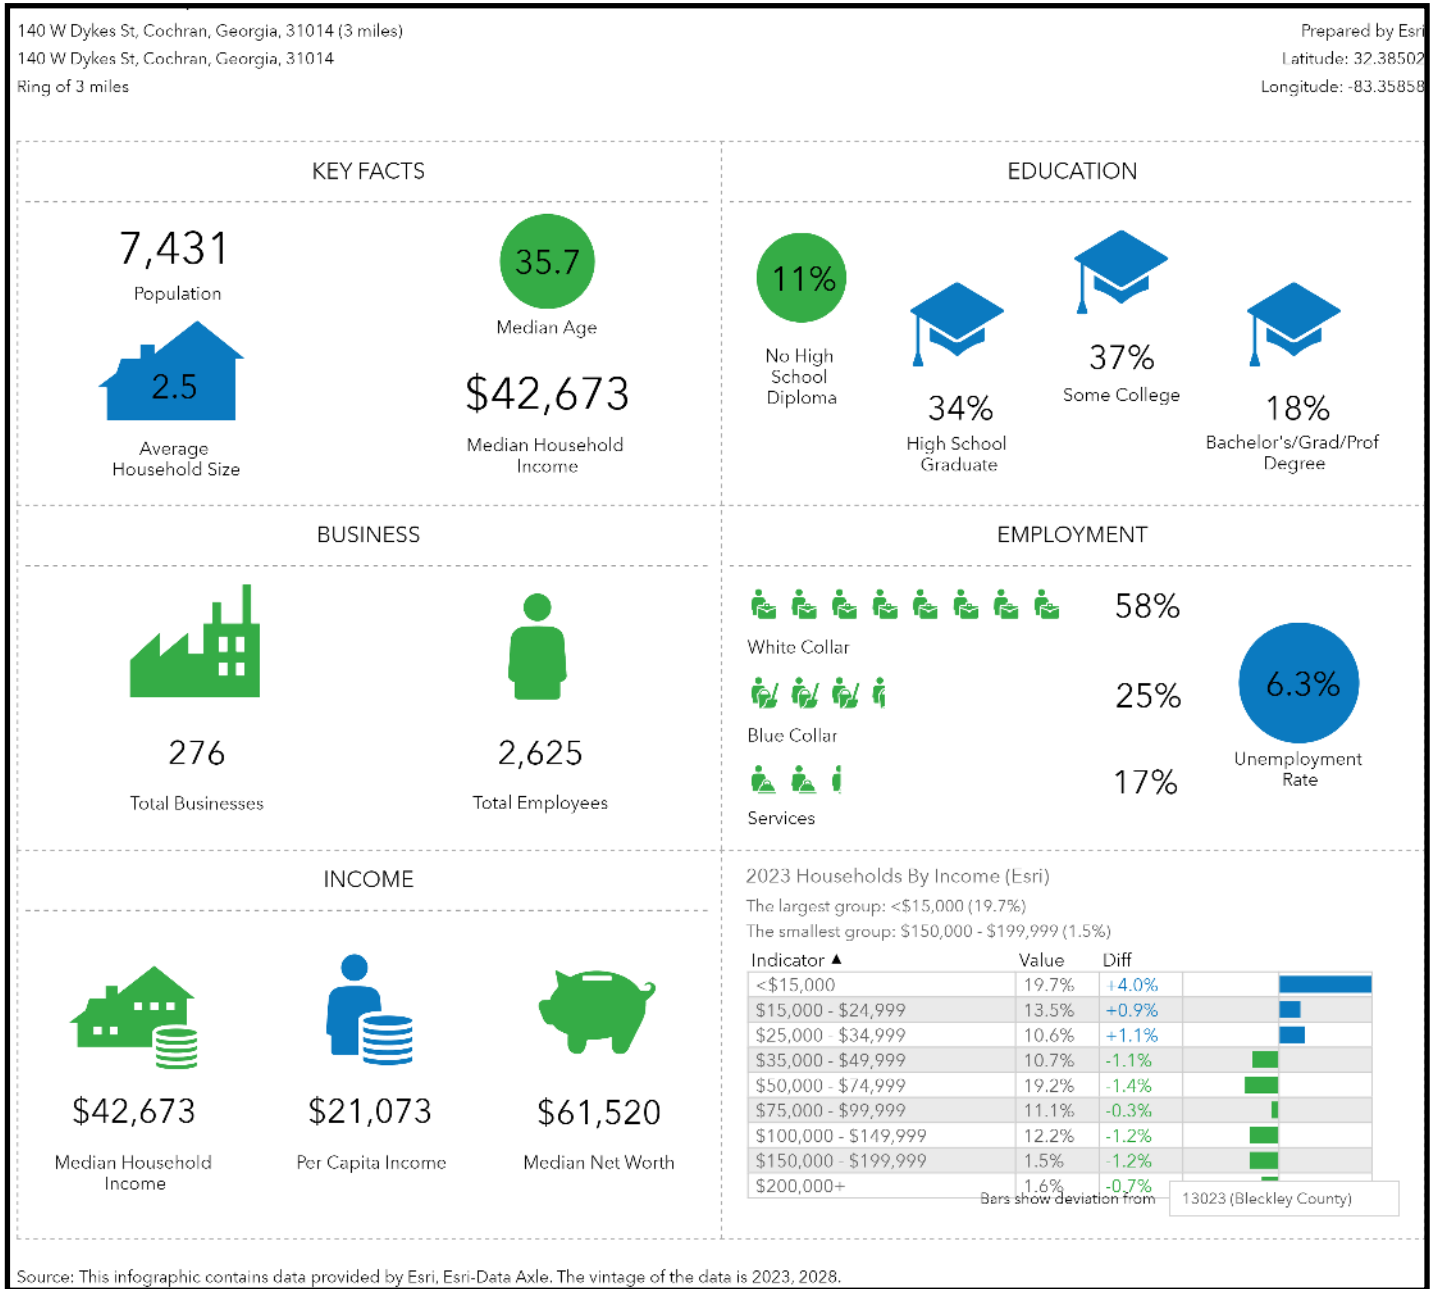 140 W Dykes St, Cochran, Georgia, 31014 (3 miles)
Prepared by Esri
140 W Dykes St, Cochran, Georgia, 31014
Latitude: 32.38502
Ring of 3 miles
Longitude: -83.35858
KEY FACTS
7,431
Population
35.7
Median Age
2.5
Average
Household Size
$42,673
Median Household
Income
EDUCATION
11%
No High
School
Diploma
34%
High School
Graduate
37%
Some College
18%
Bachelor's/Grad/Prof
Degree
BUSINESS
276
Total Businesses
2,625
Total Employees
EMPLOYMENT
58%
White Collar
25%
Blue Collar
17%
Services
6.3%
Unemployment
Rate
INCOME
$42,673
Median Household
Income
$21,073
Per Capita Income
$61,520
Median Net Worth
2023 Households By Income (Esri)
The largest group: <$15,000 (19.7%)
The smallest group: $150,000 - $199,999 (1.5%)
Indicator ▲ Value Diff
<$15,000 19.7% +4.0%
$15,000 - $24,999 13.5% +0.9%
$25,000 - $34,999 10.6% +1.1%
$35,000 - $49,999 10.7% -1.1%
$50,000 - $74,999 19.2% -1.4%
$75,000 - $99,999 11.1% -0.3%
$100,000 - $149,999 12.2% -1.2%
$150,000 - $199,999 1.5% -1.2%
$200,000+ 1.6% -0.7%
Bars show deviation from 13023 (Bleckley County)
Source: This infographic contains data provided by Esri, Esri-Data Axle. The vintage of the data is 2023, 2028.